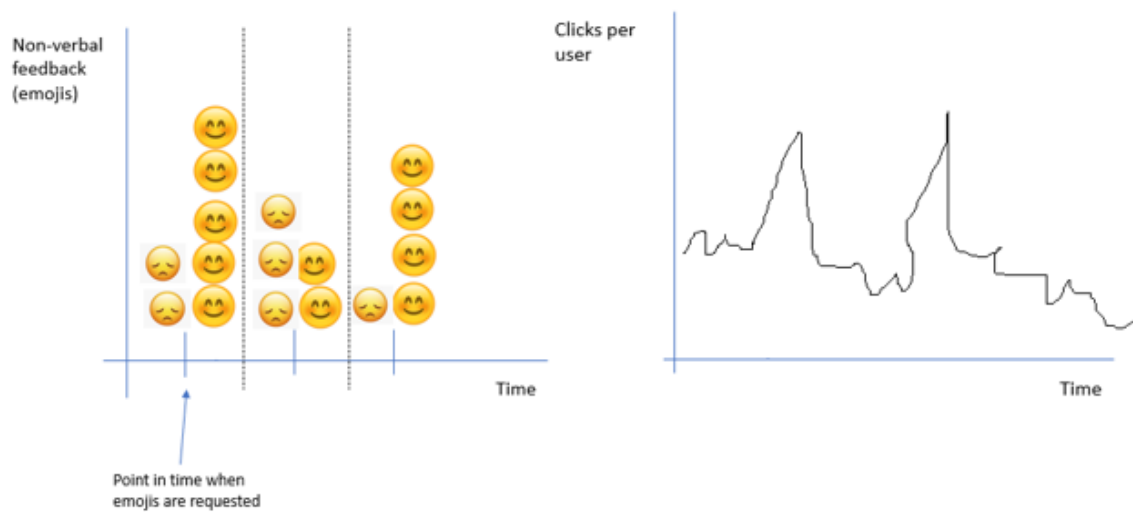 Non-verbal
feedback
(emojis)
Time
Point in time when
emojis are requested
Clicks per
user
Time